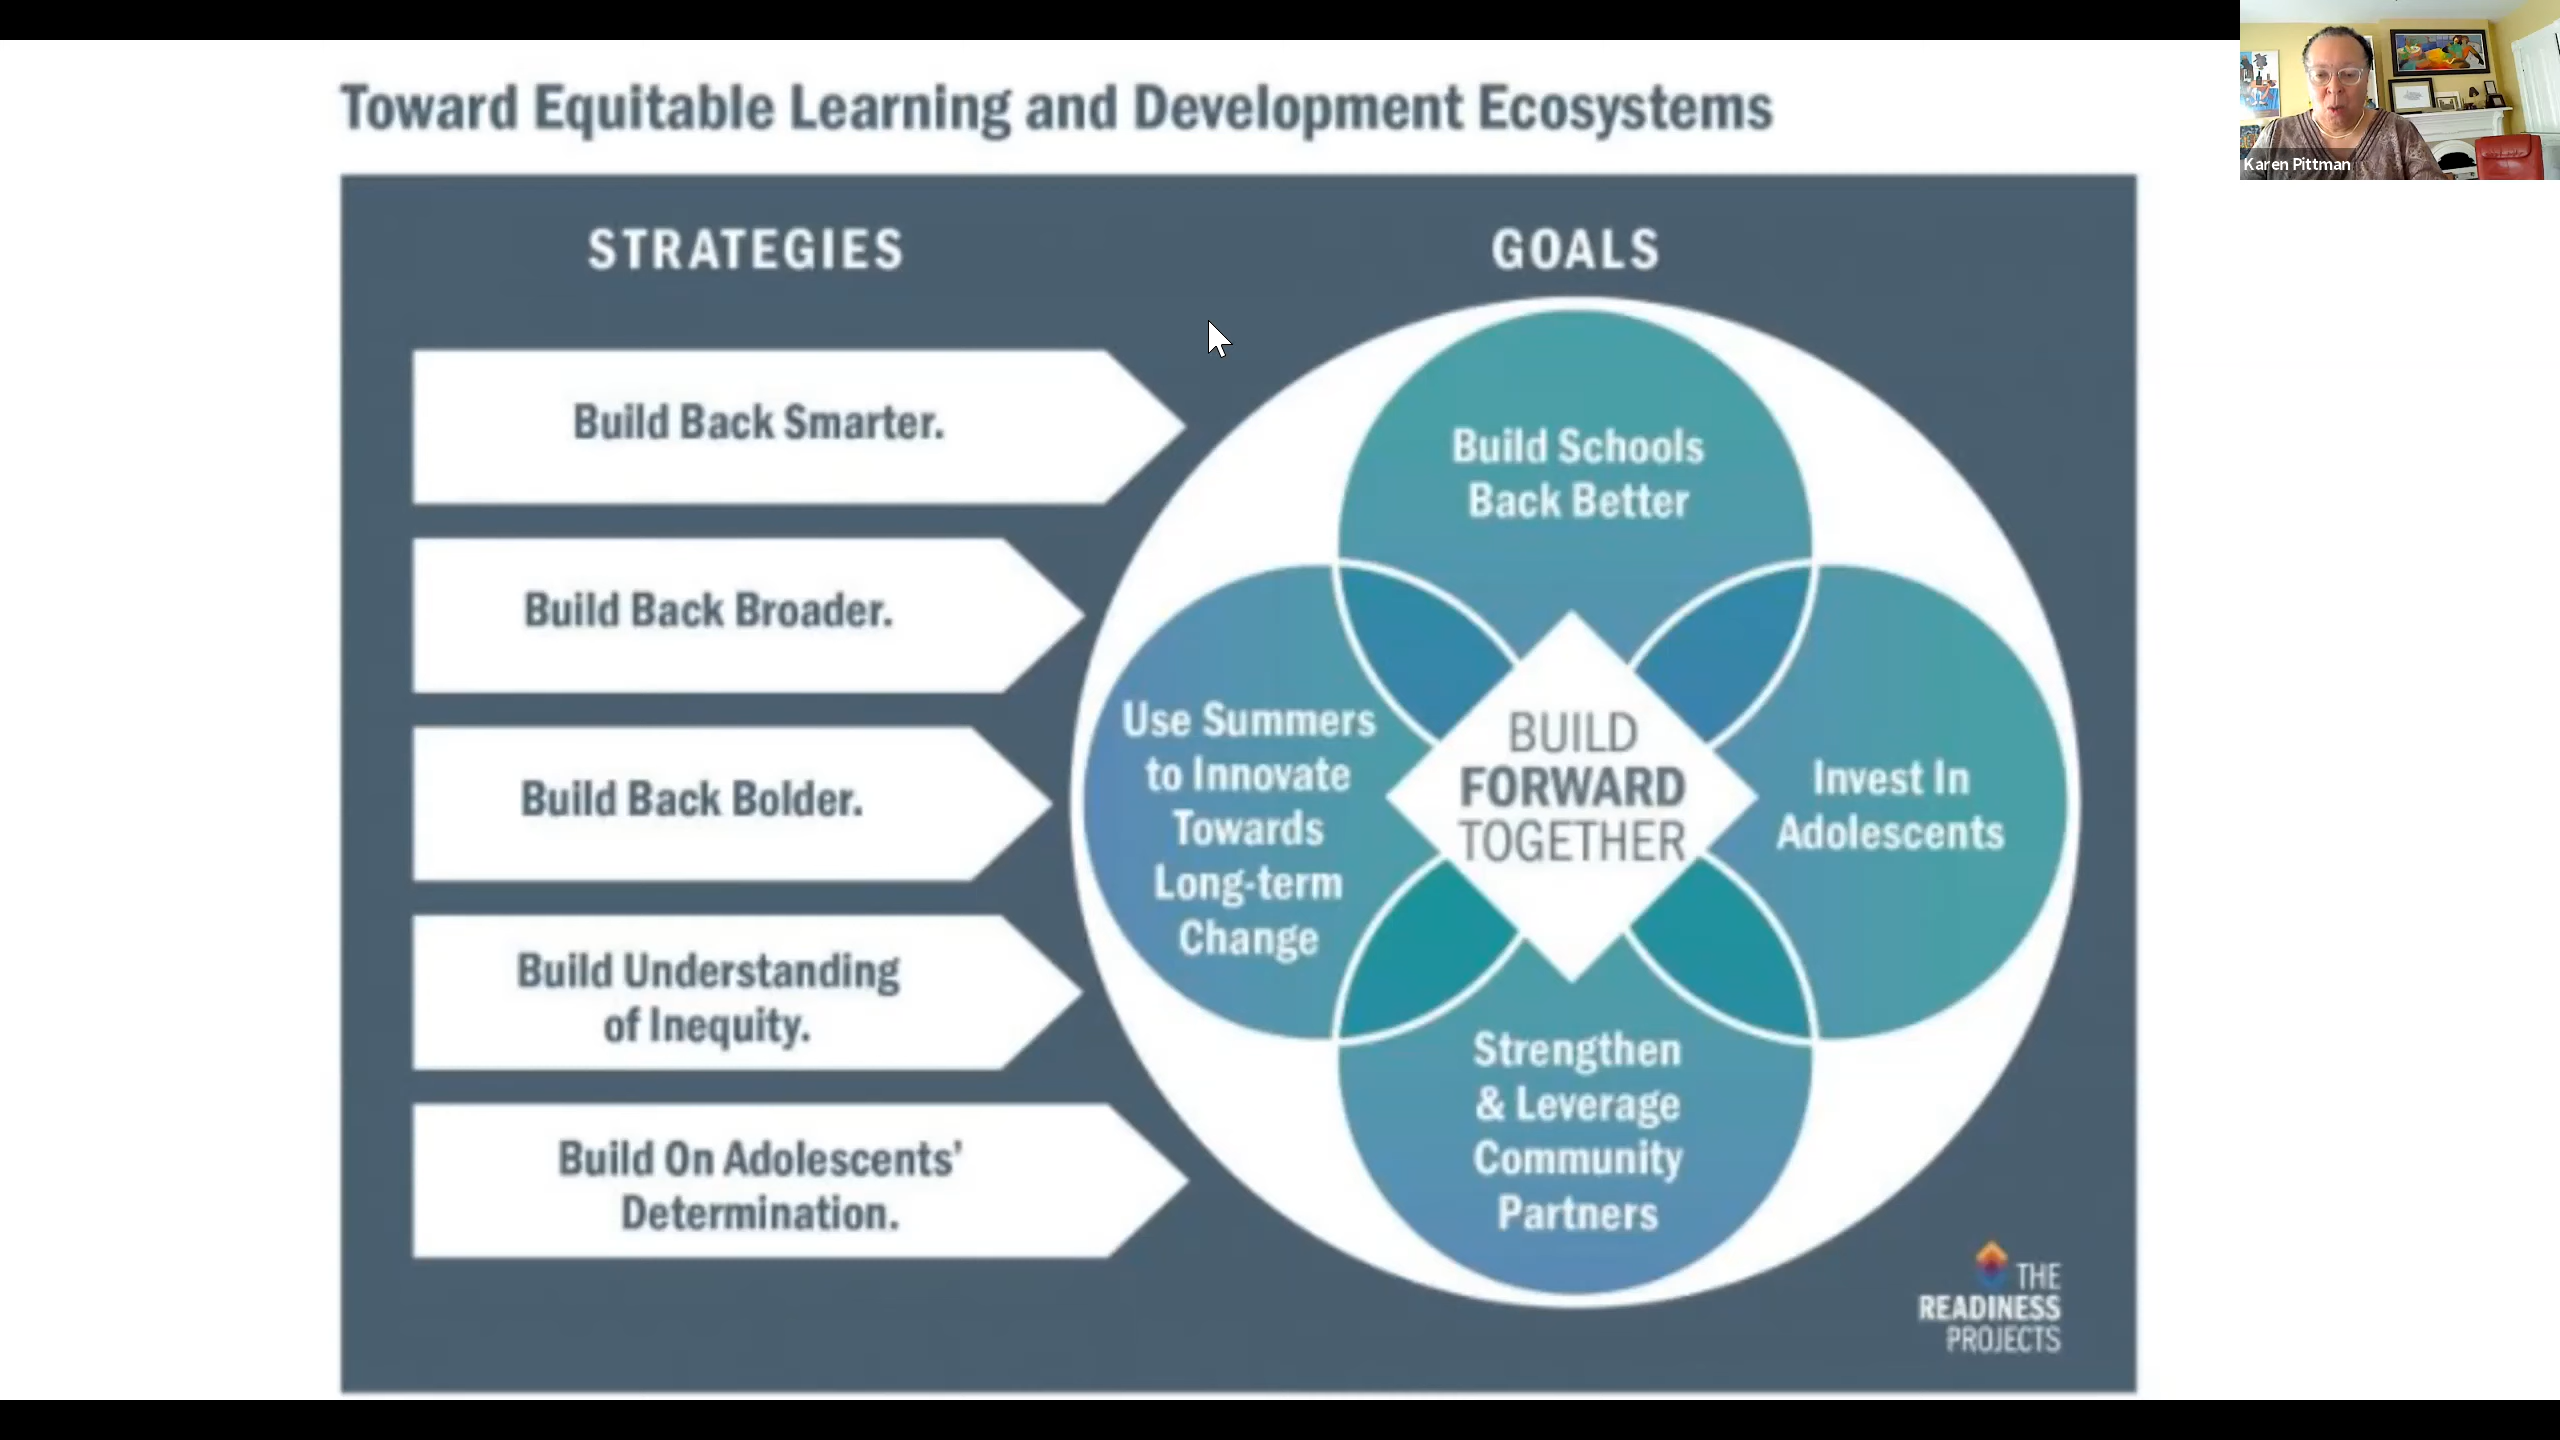 Toward Equitable Learning and Development Ecosystems
Karen Pittman
STRATEGIES
Build Back Smarter.
Build Back Broader.
Build Back Bolder.
Build Understanding
of Inequity.
Build On Adolescents’
Determination.
GOALS
Build Schools
Back Better
Use Summers
to Innovate
Towards
Long-term
Change
BUILD
FORWARD
TOGETHER
Invest In
Adolescents
Strengthen
& Leverage
Community
Partners
THE
READINESS
PROJECTS